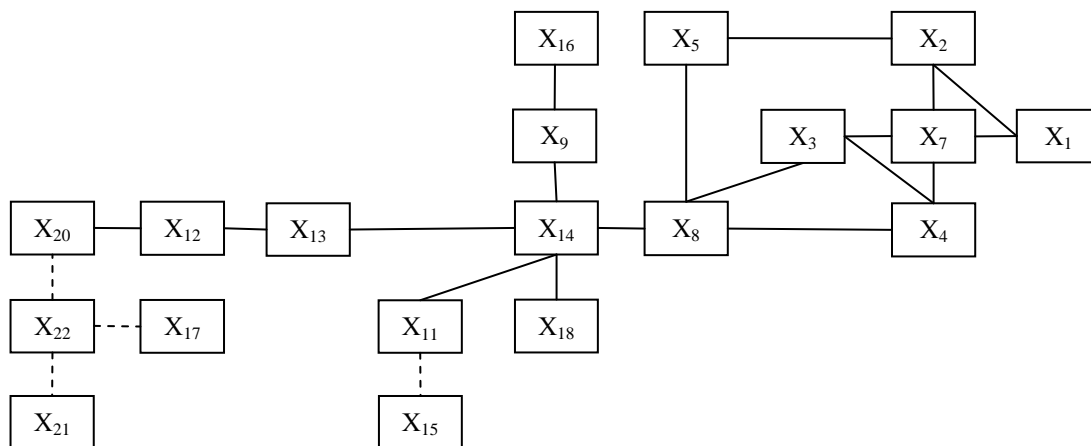 X₁₆ X₅ X₂
X₉ X₃ X₇ X₁
X₂₀ X₁₂ X₁₃ X₁₄ X₈ X₄
X₂₂ X₁₇ X₁₁ X₁₈
X₂₁ X₁₅